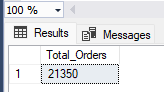 100 %
Results Messages
Total_Orders
1 21350